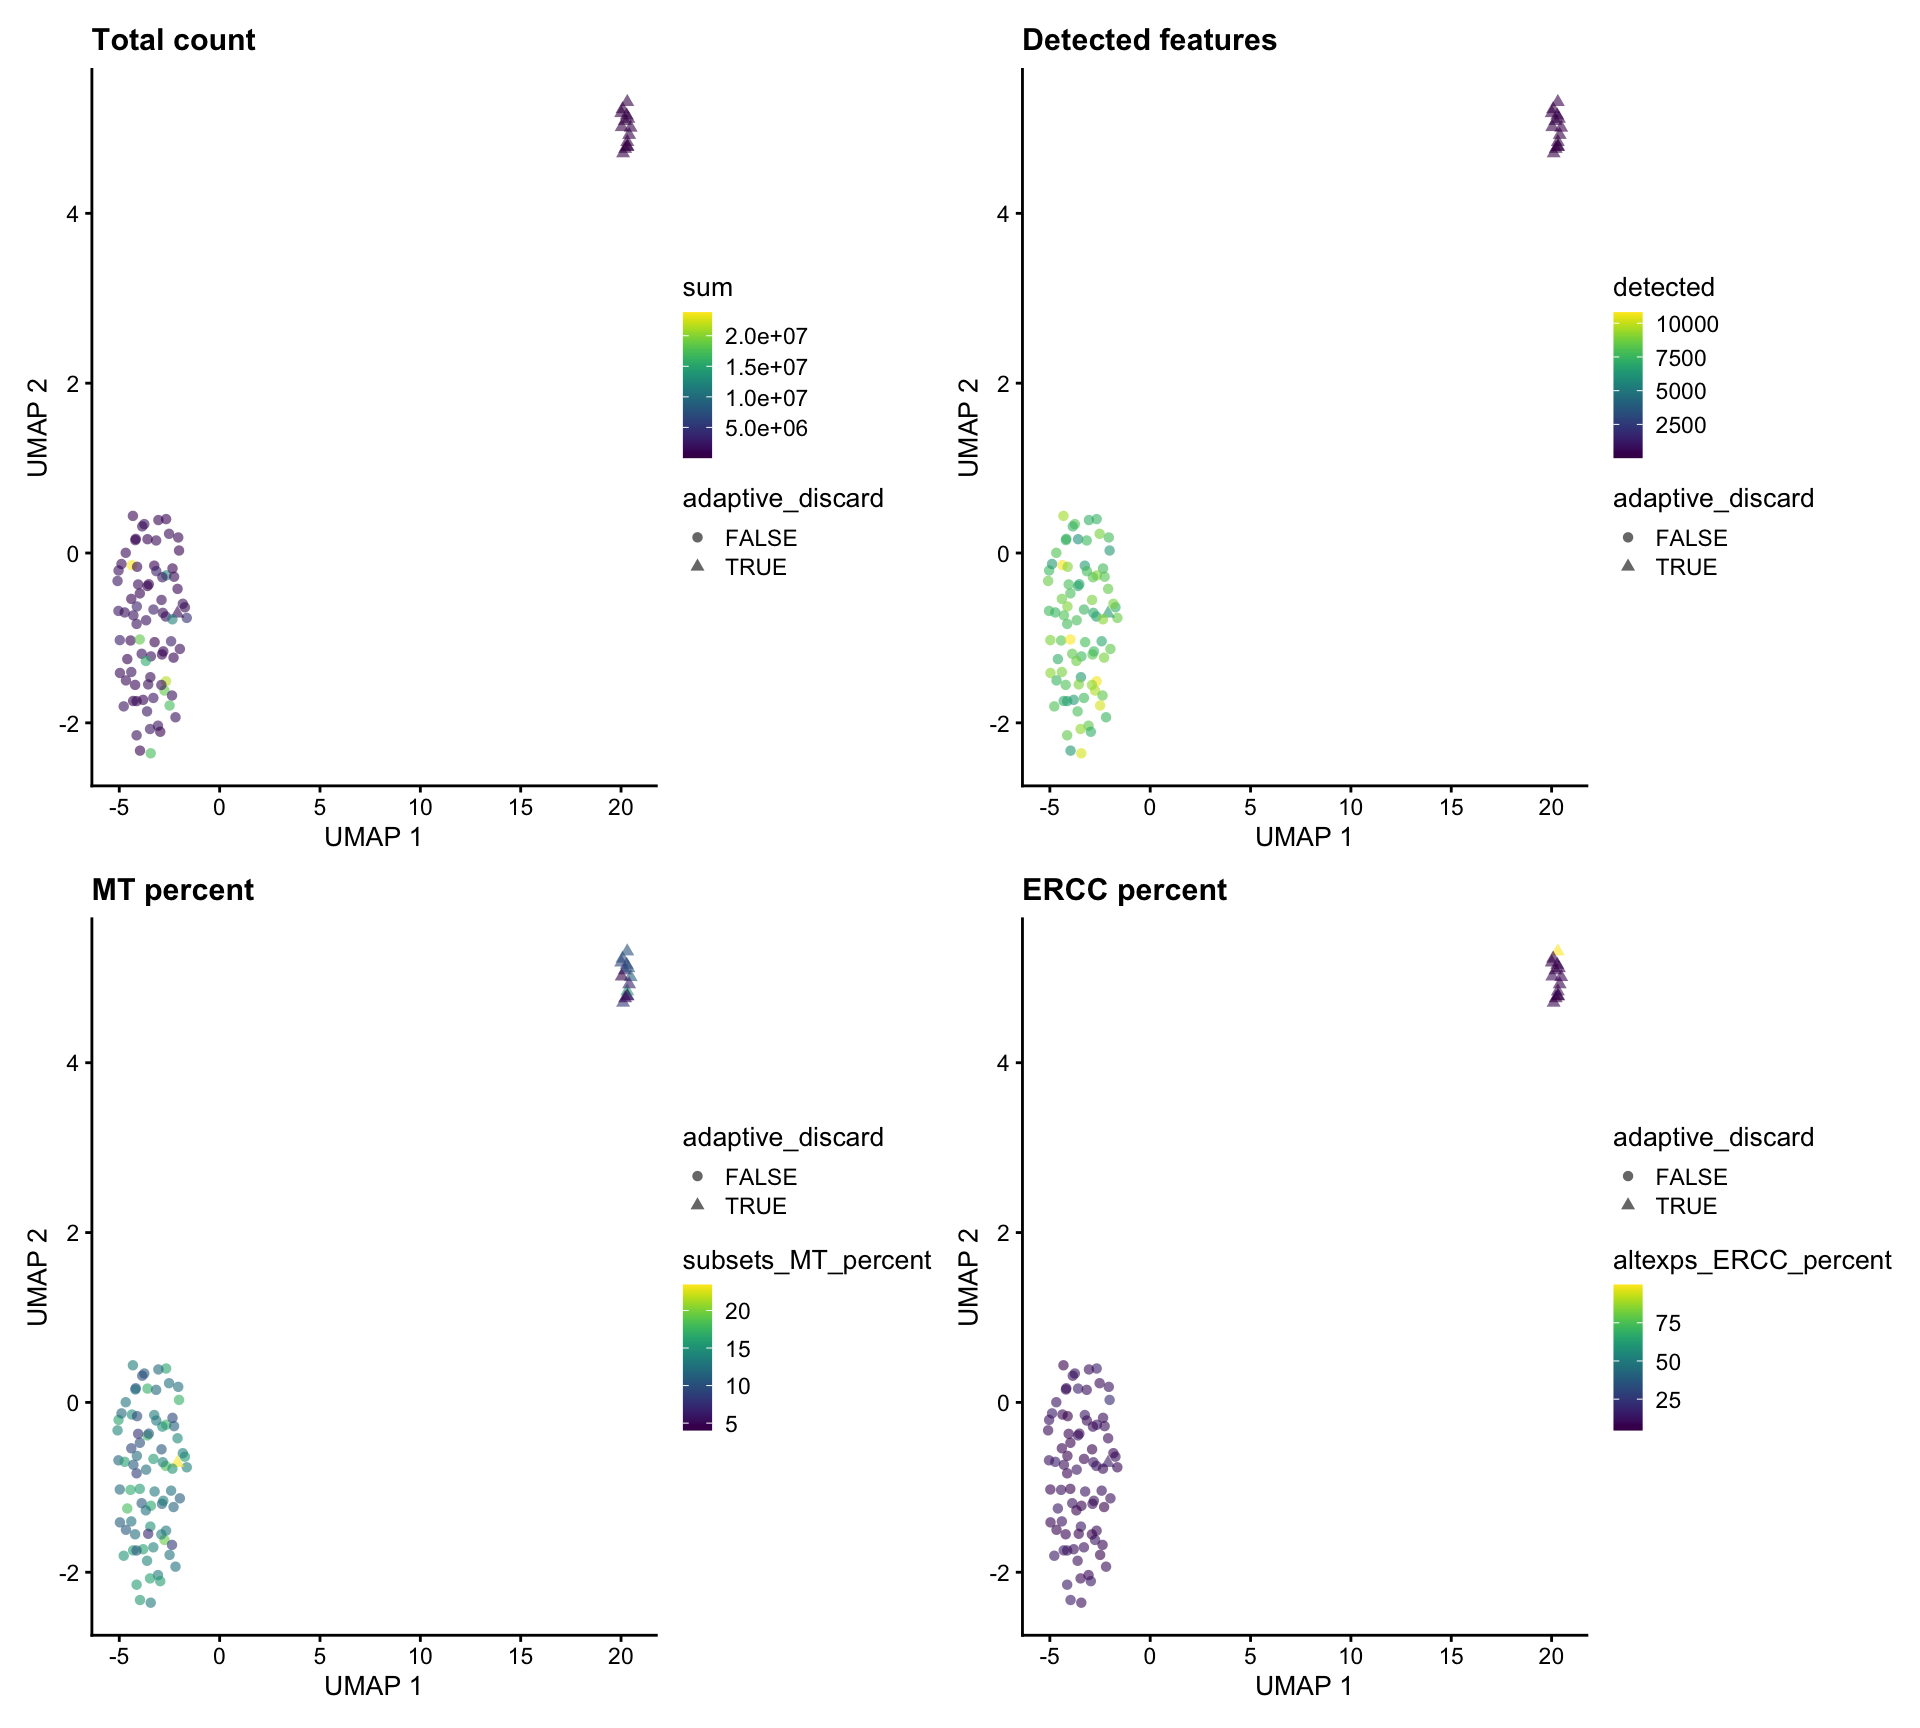 Total count
UMAP 2
4
2
0
-2
-5 0 5 10 15 20
UMAP 1
sum
2.0e+07
1.5e+07
1.0e+07
5.0e+06
adaptive_discard
FALSE
TRUE
Detected features
UMAP 2
4
2
0
-2
-5 0 5 10 15 20
UMAP 1
detected
10000
7500
5000
2500
adaptive_discard
FALSE
TRUE
MT percent
UMAP 2
4
2
0
-2
-5 0 5 10 15 20
UMAP 1
adaptive_discard
FALSE
TRUE
subsets_MT_percent
20
15
10
5
ERCC percent
UMAP 2
4
2
0
-2
-5 0 5 10 15 20
UMAP 1
adaptive_discard
FALSE
TRUE
altexps_ERCC_percent
75
50
25